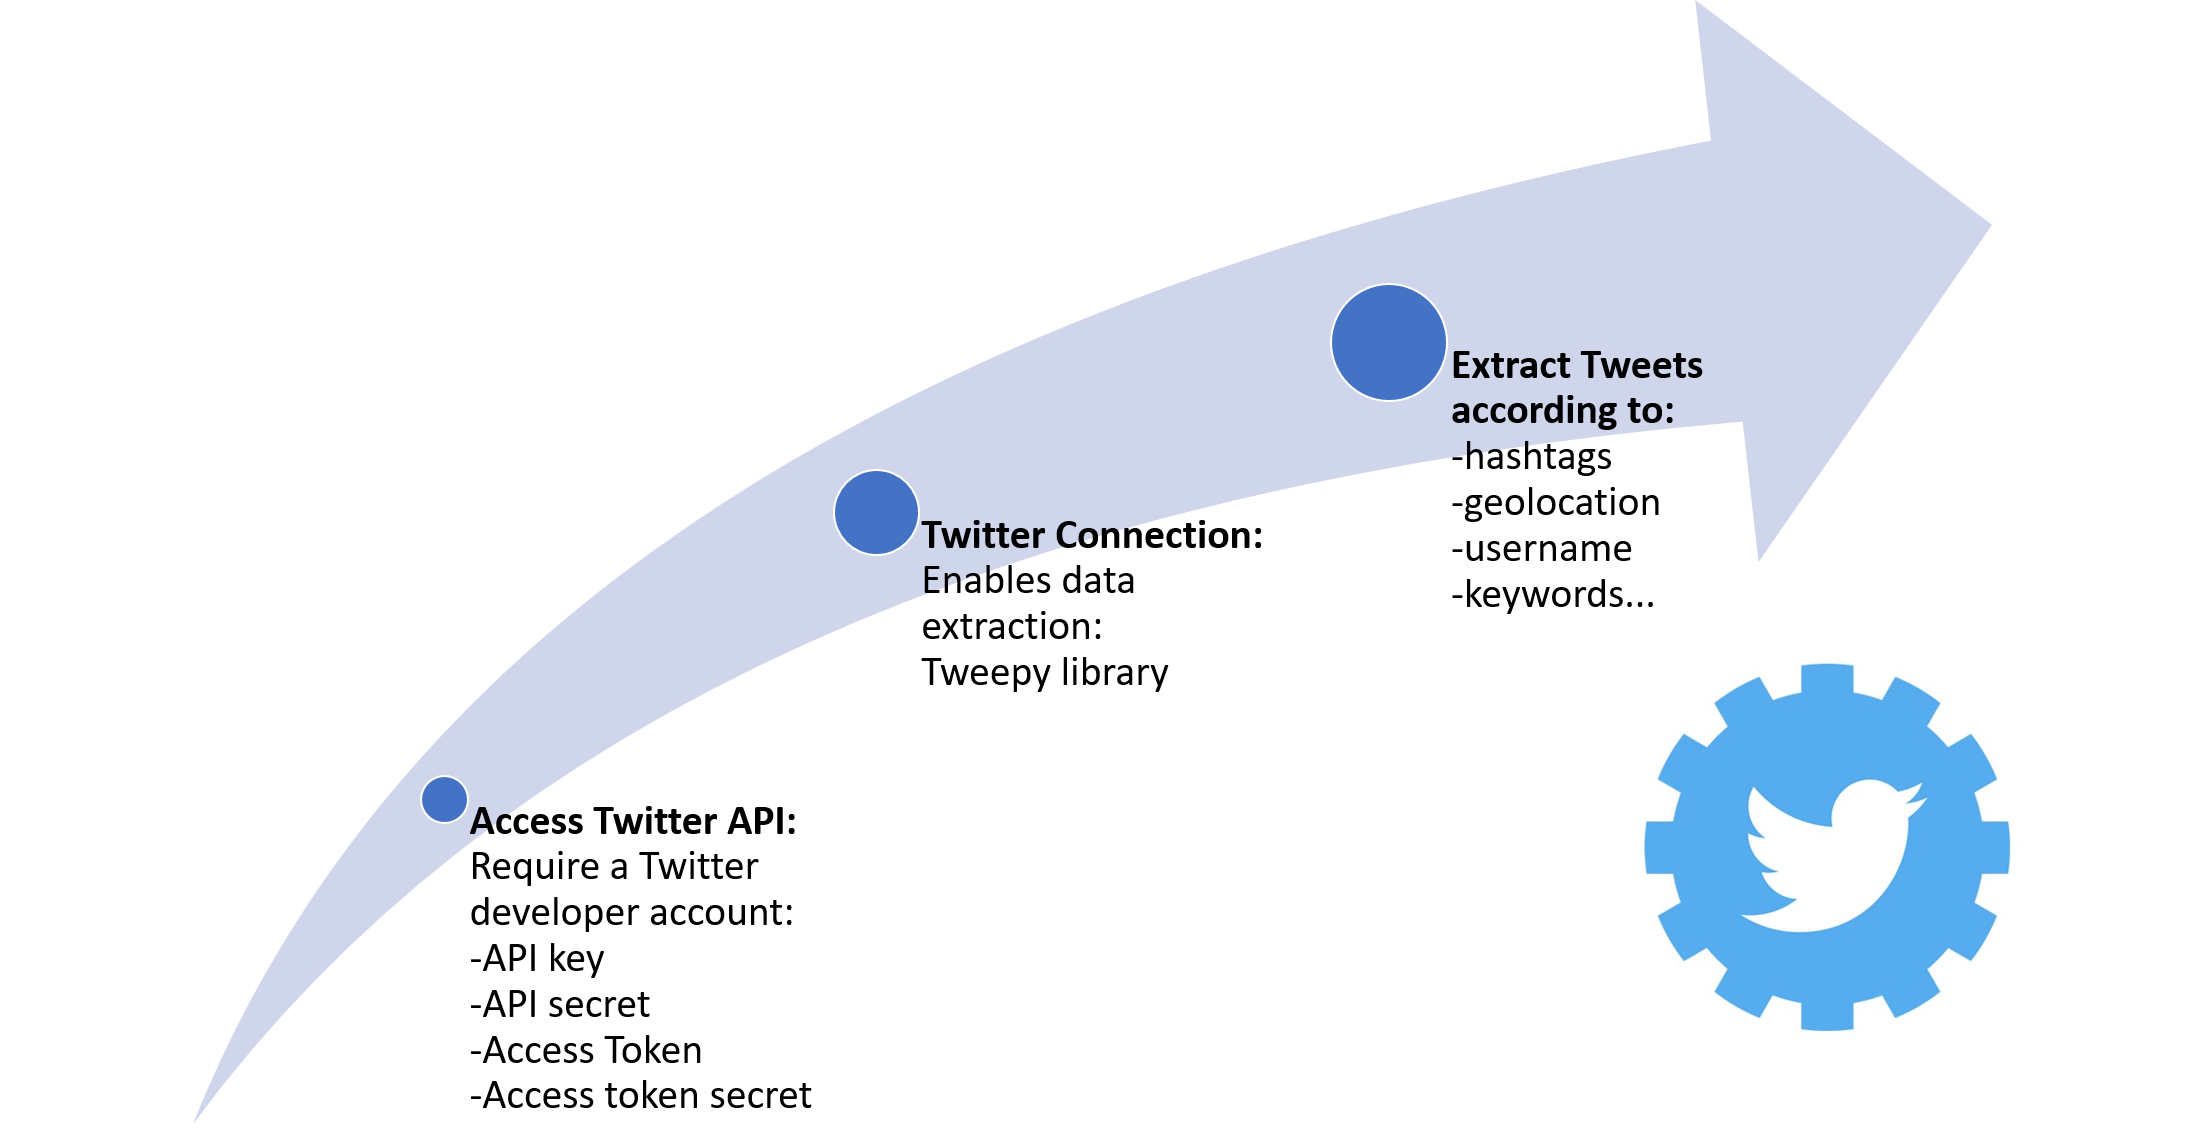 Extract Tweets
according to:
-hashtags
-geolocation
-username
-keywords...
Twitter Connection:
Enables data
extraction:
Tweepy library
Access Twitter API:
Require a Twitter
developer account:
-API key
-API secret
-Access Token
-Access token secret